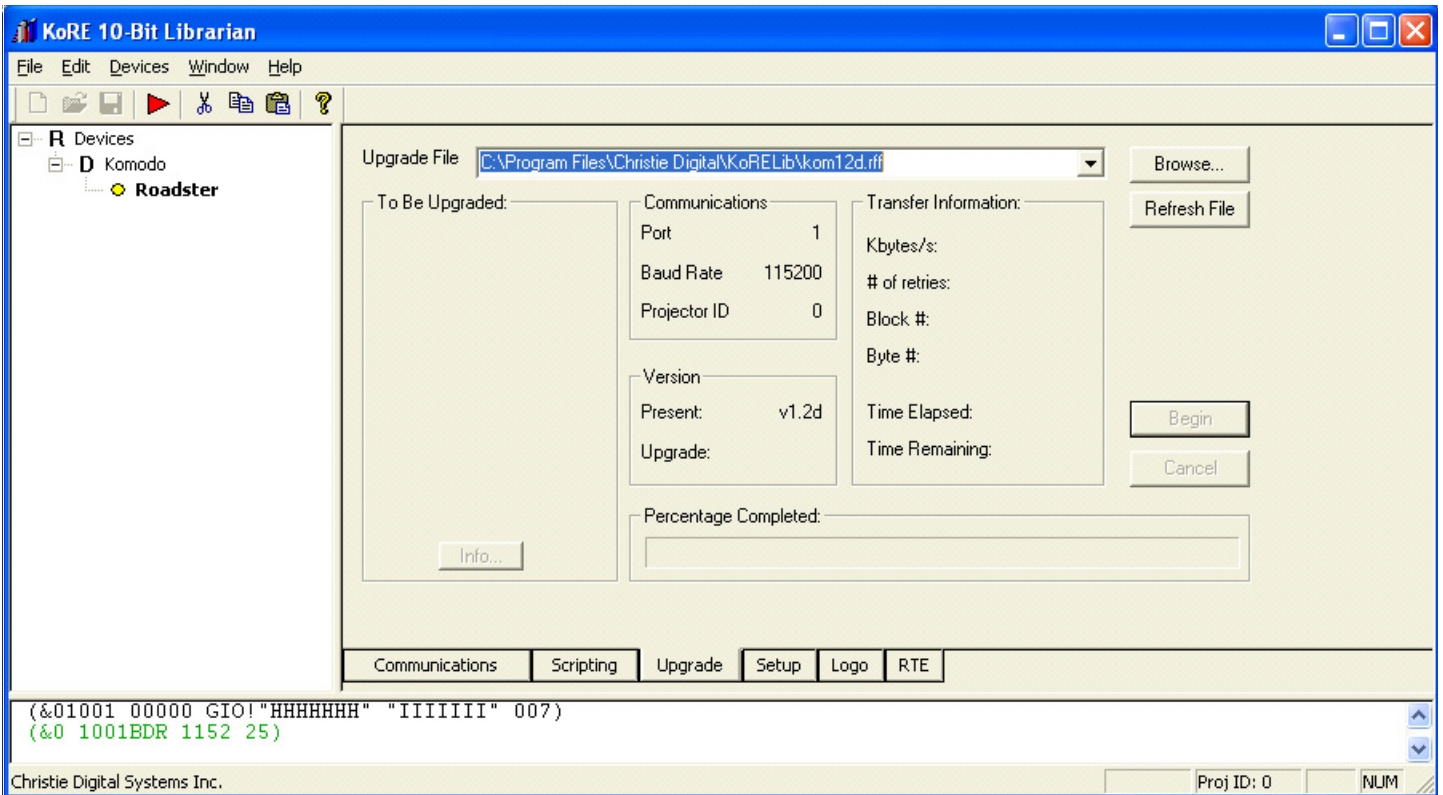 KoRE 10-Bit Librarian
File Edit Devices Window Help
R Devices
D Komodo
Roadster
Upgrade File C:\Program Files\Christie Digital\KoRELib\kom12d.rff Browse...
Refresh File
To Be Upgraded:
Info...
Communications
Port 1
Baud Rate 115200
Projector ID 0
Version
Present: v1.2d
Upgrade:
Transfer Information:
Kbytes/s:
# of retries:
Block #:
Byte #:
Time Elapsed:
Time Remaining:
Begin
Cancel
Percentage Completed:
Communications Scripting Upgrade Setup Logo RTE
(&01001 00000 GIO!"HHHHHHH" "IIIIIII" 007)
(&0 1001BDR 1152 25)
Christie Digital Systems Inc. Proj ID: 0 NUM